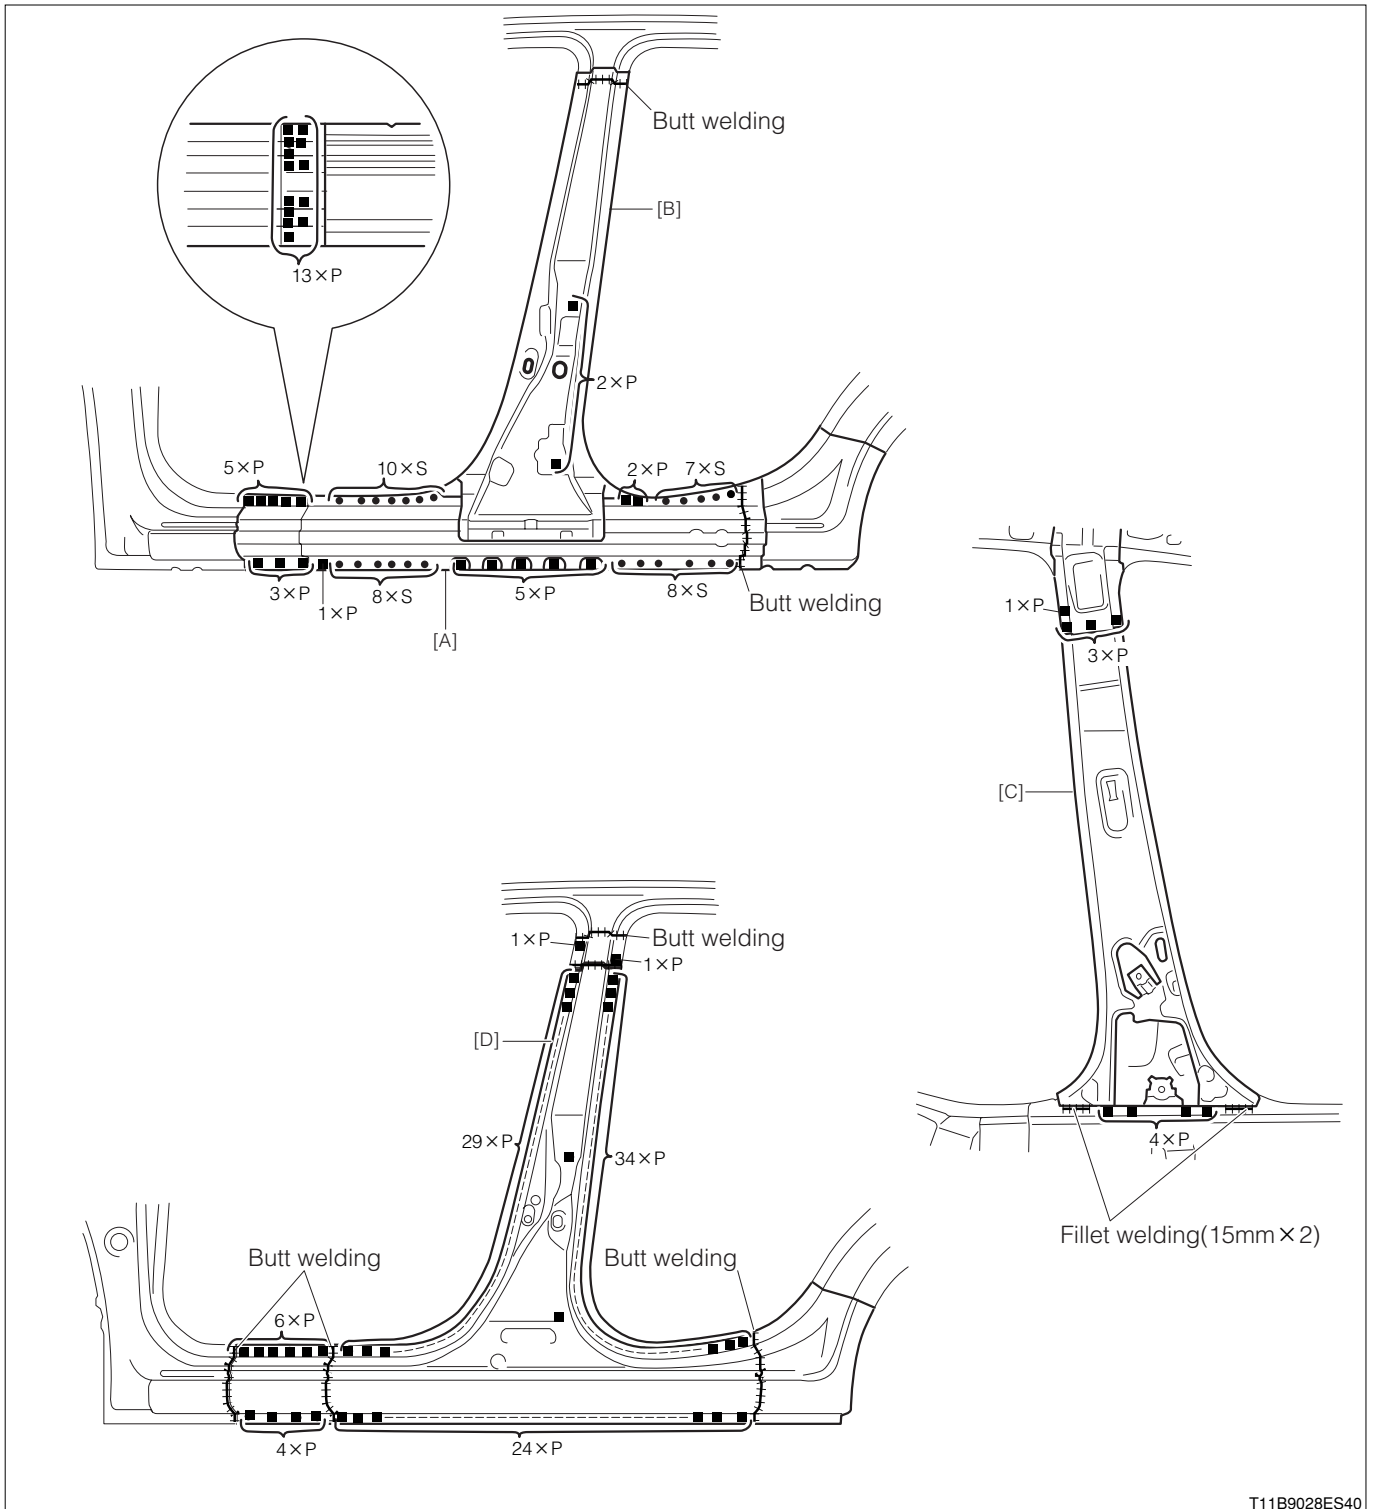 Butt welding
[B]
13×P
2×P
5×P
10×S
2×P
7×S
3×P
1×P
8×S
[A]
5×P
8×S
Butt welding
1×P
3×P
[C]
4×P
Fillet welding(15mm×2)
1×P
Butt welding
1×P
[D]
29×P
34×P
Butt welding
Butt welding
6×P
4×P
24×P
T11B9028ES40